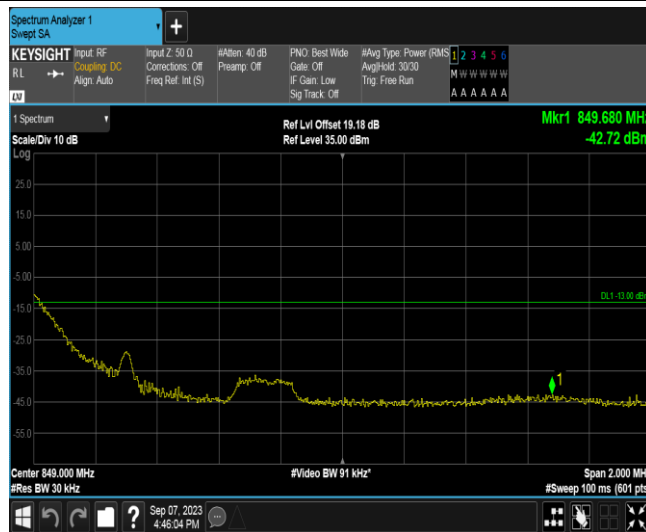 Spectrum Analyzer 1
Swept SA
+
KEYSIGHT
RL
LXI
Input: RF
Coupling: DC
Align: Auto
Input Z: 50 Ω
Corrections: Off
Freq Ref: Int (S)
#Atten: 40 dB
Preamp: Off
PNO: Best Wide
Gate: Off
IF Gain: Low
Sig Track: Off
#Avg Type: Power (RMS
Avg|Hold: 30/30
Trig: Free Run
1 2 3 4 5 6
M W W W W W
A A A A A A
1 Spectrum
Scale/Div 10 dB
Log
Ref Lvl Offset 19.18 dB
Ref Level 35.00 dBm
Mkr1 849.680 MHz
-42.72 dBm
25.0
15.0
5.00
-5.00
DL1 -13.00 dBm
-15.0
-25.0
-35.0
1
-45.0
-55.0
Center 849.000 MHz
#Res BW 30 kHz
#Video BW 91 kHz*
Span 2.000 MHz
#Sweep 100 ms (601 pts
?
Sep 07, 2023
4:46:04 PM